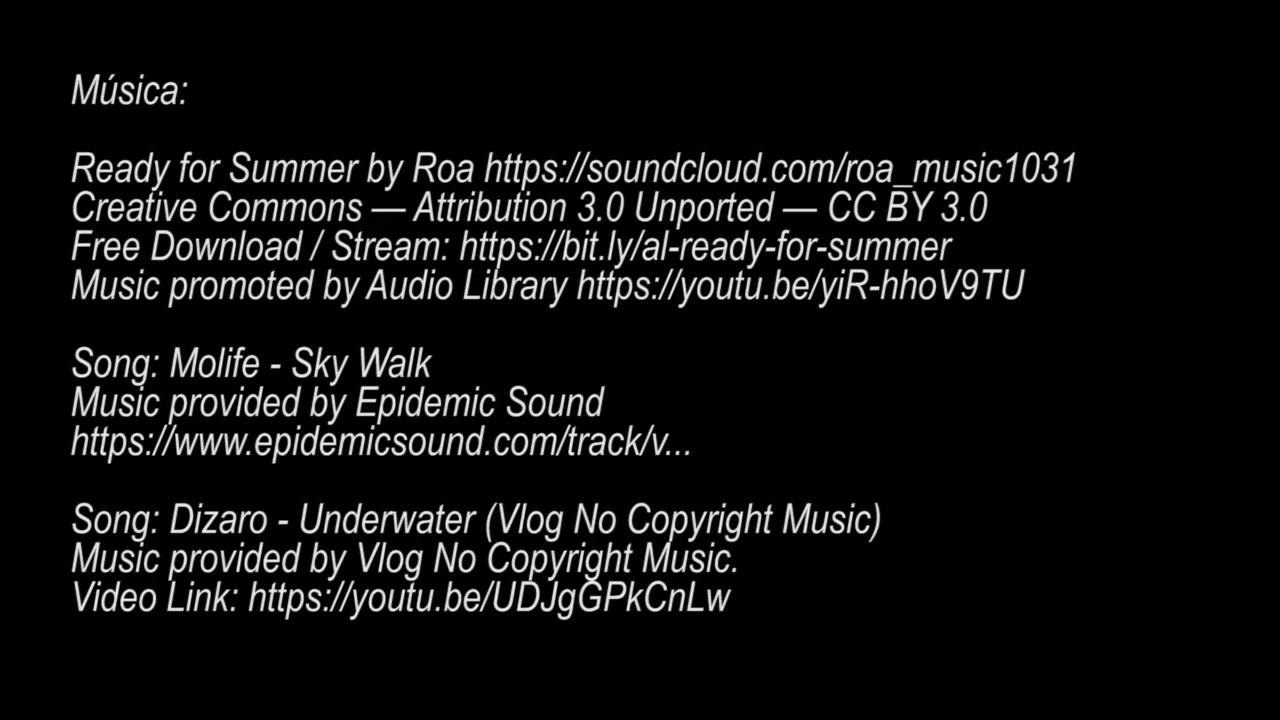 Música:
Ready for Summer by Roa https://soundcloud.com/roa_music1031
Creative Commons — Attribution 3.0 Unported — CC BY 3.0
Free Download / Stream: https://bit.ly/al-ready-for-summer
Music promoted by Audio Library https://youtu.be/yiR-hhoV9TU
Song: Molife - Sky Walk
Music provided by Epidemic Sound
https://www.epidemicsound.com/track/v...
Song: Dizaro - Underwater (Vlog No Copyright Music)
Music provided by Vlog No Copyright Music.
Video Link: https://youtu.be/UDJgGPkCnLw